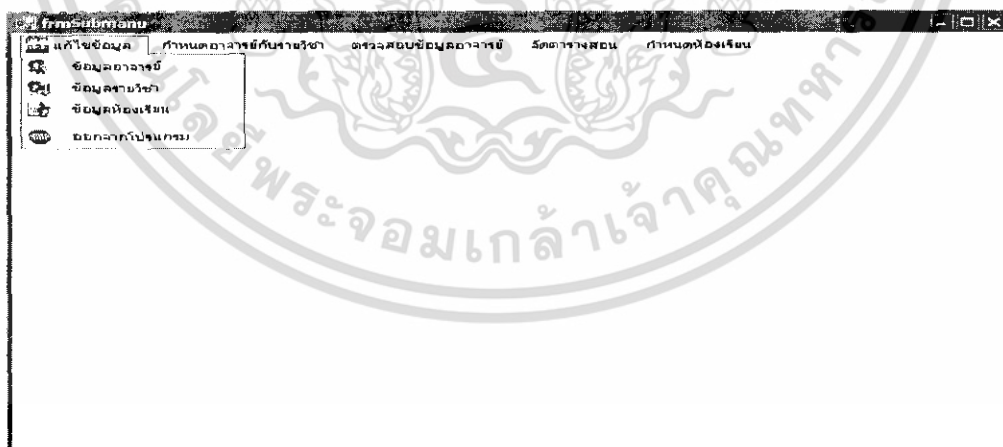 frmSubmanu
แก้ไขข้อมูล กำหนดอาจารย์กับรายวิชา ตรวจสอบข้อมูลอาจารย์ จัดตารางสอน กำหนดห้องเรียน
ข้อมูลอาจารย์
ข้อมูลรายวิชา
ข้อมูลห้องเรียน
ออกจากโปรแกรม
โลยีพระจอมเกล้าเจ้าคุณทหาร